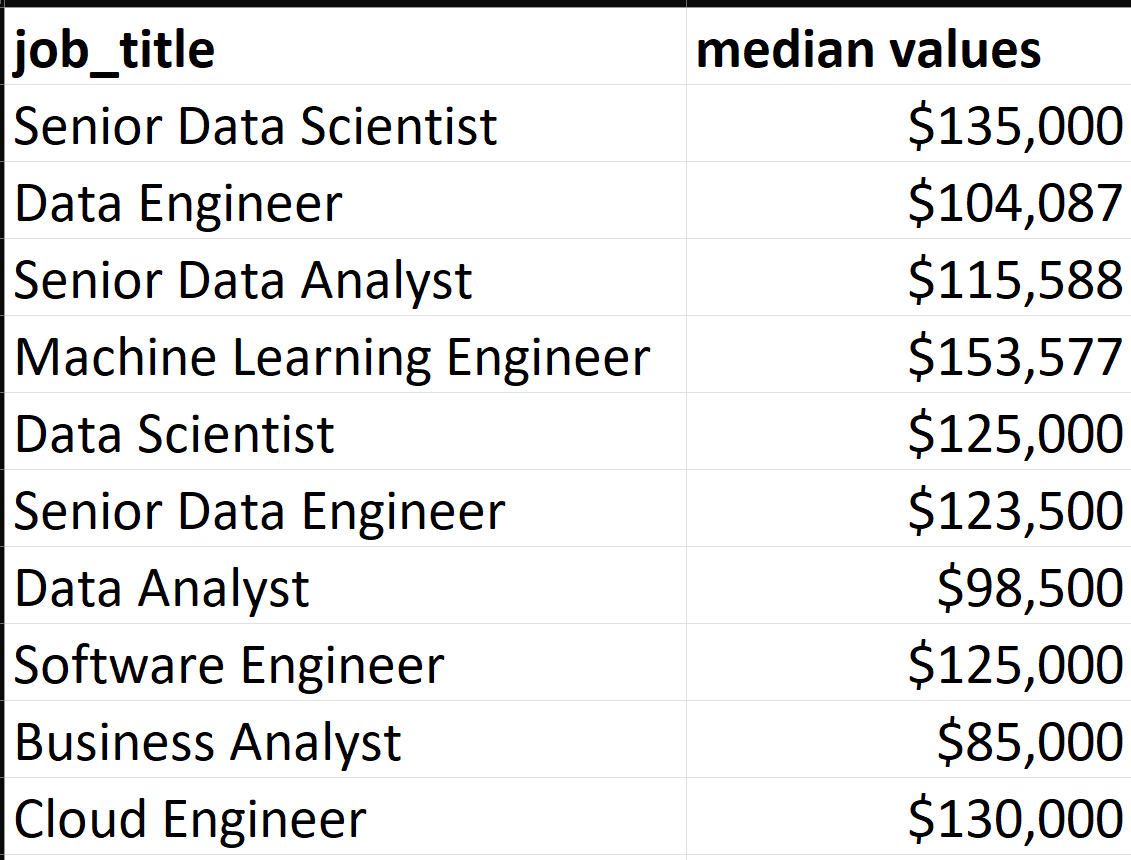 job_title median values
Senior Data Scientist $135,000
Data Engineer $104,087
Senior Data Analyst $115,588
Machine Learning Engineer $153,577
Data Scientist $125,000
Senior Data Engineer $123,500
Data Analyst $98,500
Software Engineer $125,000
Business Analyst $85,000
Cloud Engineer $130,000